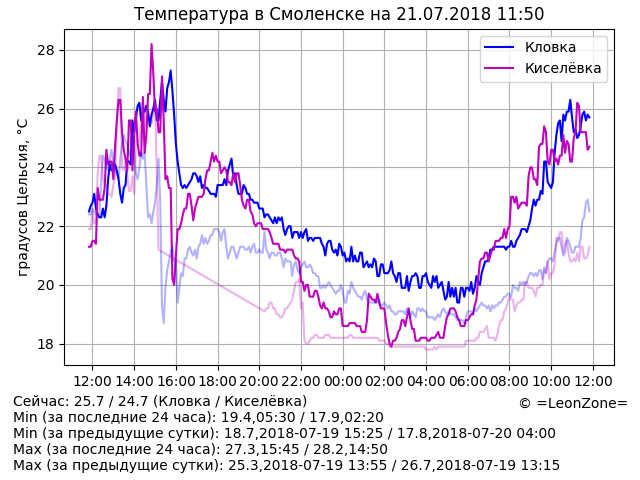 Температура в Смоленске на 21.07.2018 11:50
Кловка
Киселёвка
градусов Цельсия, °C
28
26
24
22
20
18
12:00 14:00 16:00 18:00 20:00 22:00 00:00 02:00 04:00 06:00 08:00 10:00 12:00
Сейчас: 25.7 / 24.7 (Кловка / Киселёвка)
© =LeonZone=
Min (за последние 24 часа): 19.4,05:30 / 17.9,02:20
Min (за предыдущие сутки): 18.7,2018-07-19 15:25 / 17.8,2018-07-20 04:00
Max (за последние 24 часа): 27.3,15:45 / 28.2,14:50
Max (за предыдущие сутки): 25.3,2018-07-19 13:55 / 26.7,2018-07-19 13:15